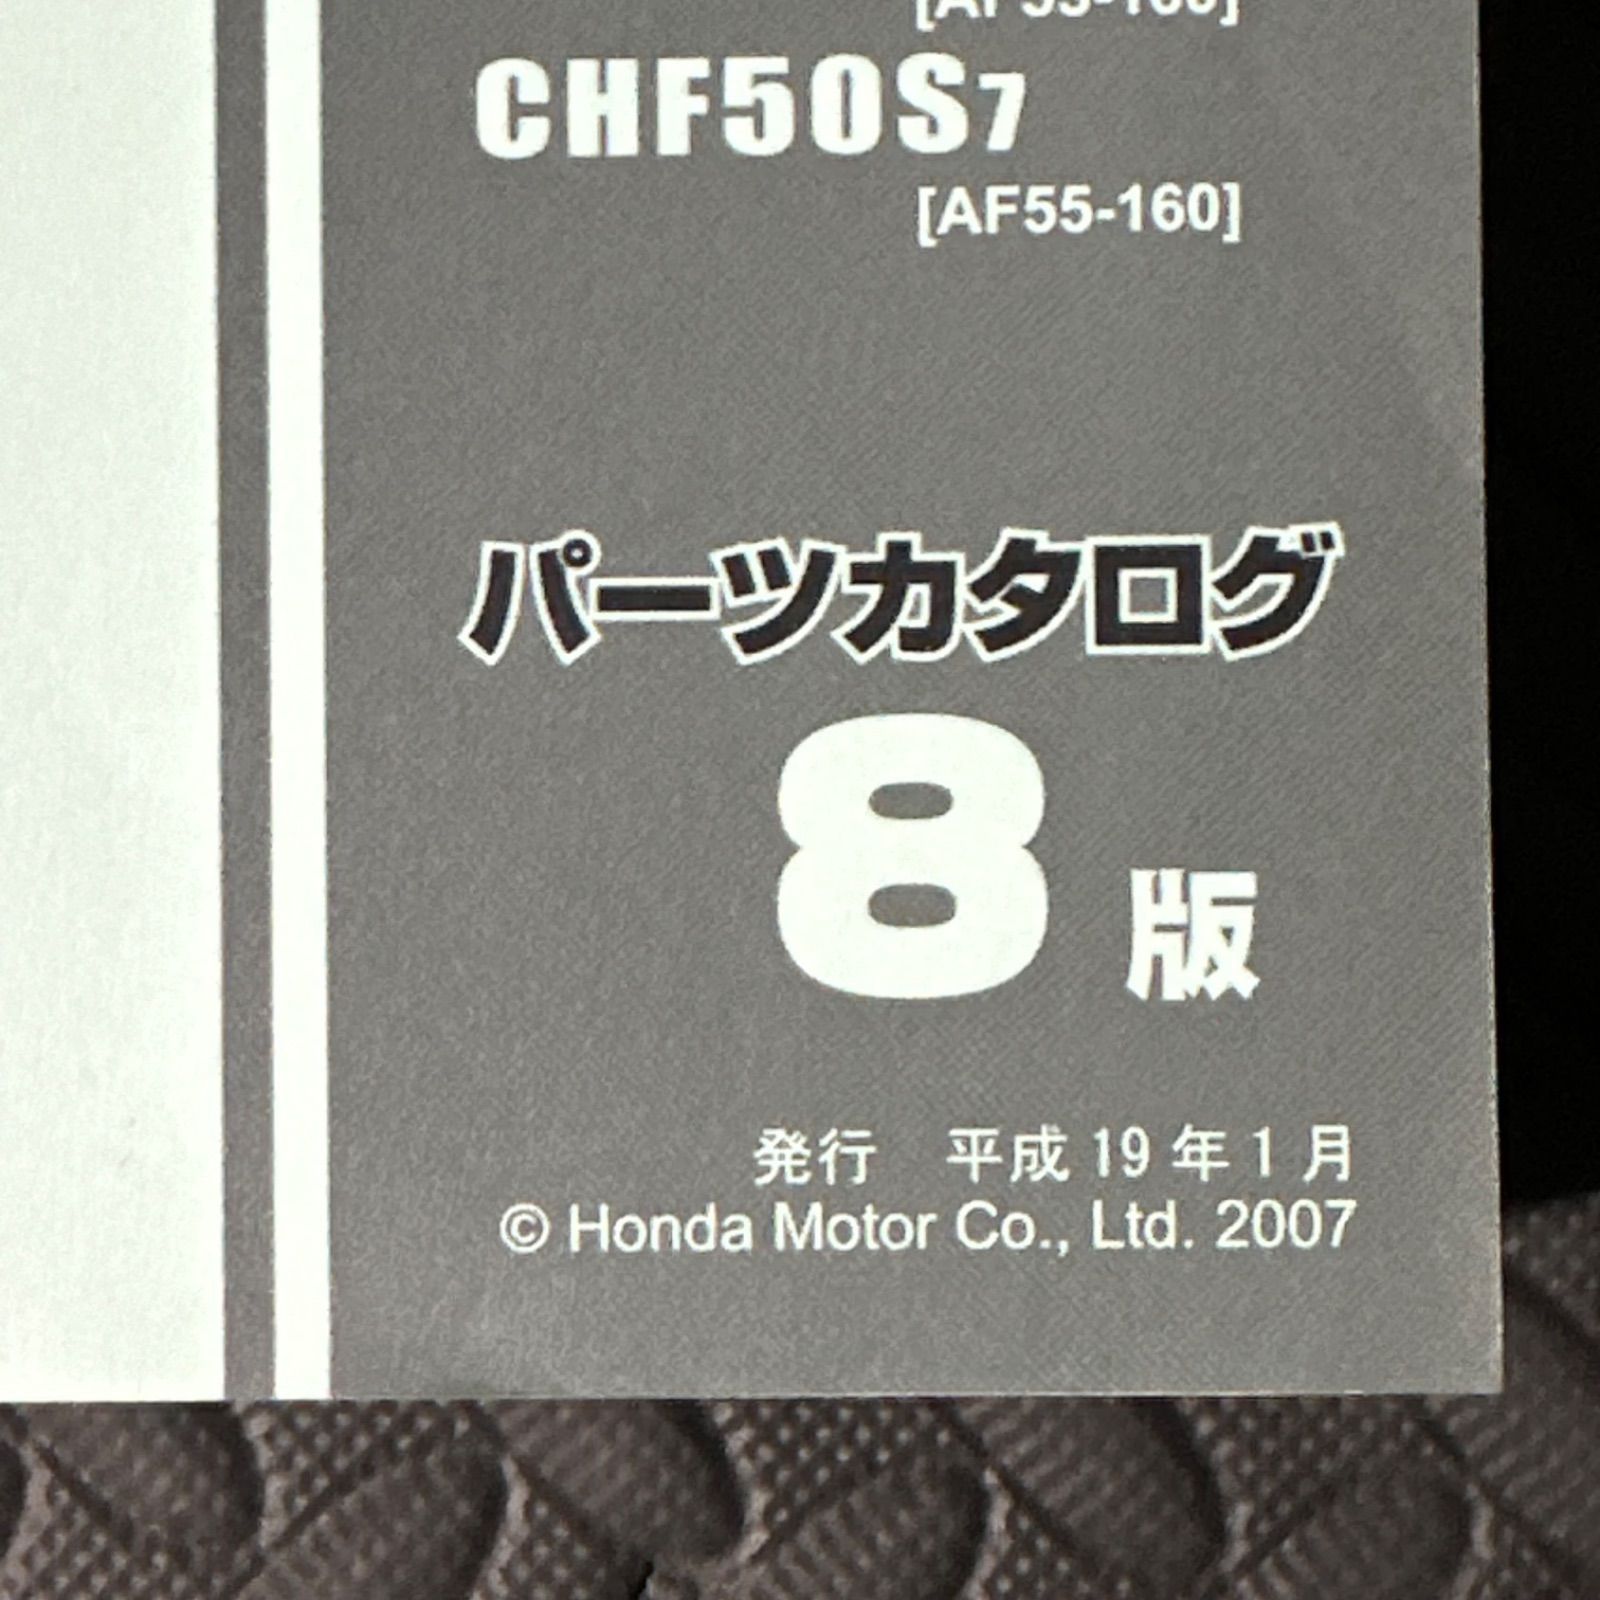 CHF50S7
[AF55-160]
パーツカタログ
8 版
発行　平成 19 年 1 月
© Honda Motor Co., Ltd. 2007